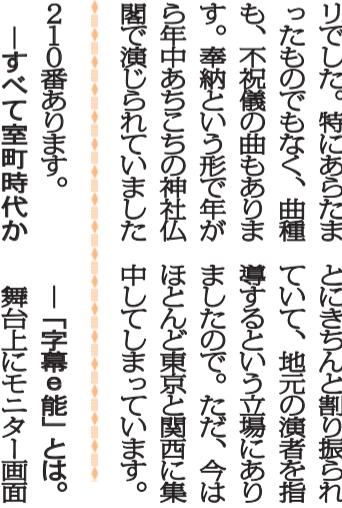 リでした。特にあらたま
ったものでもなく、曲種
も、不祝儀の曲もありま
す。奉納という形で年が
ら年中あちこちの神社仏
閣で演じられていました
とにきちんと割り振られ
ていて、地元の演者を指
導するという立場にあり
ましたので。ただ、今は
ほとんど東京と関西に集
中してしまっています。
210番あります。
―すべて室町時代か
―「字幕e能」とは。
舞台上にモニター画面